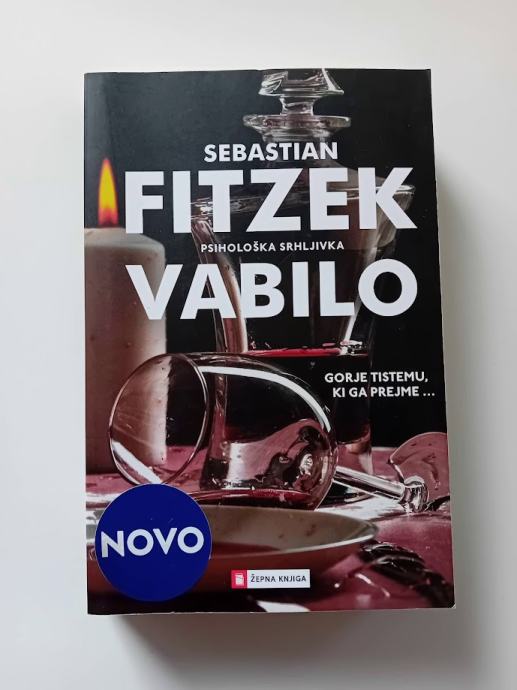 SEBASTIAN
FITZEK
PSIHOLOŠKA SRHLJIVKA
VABILO
GORJE TISTEMU,
KI GA PREJME ...
NOVO
ŽEPNA KNJIGA